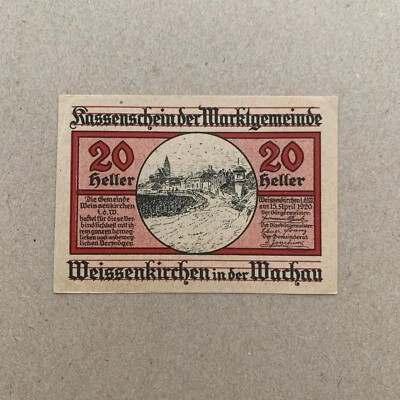 Kassenschein der Marktgemeinde
20
Heller
Die Gemeinde
Weissenkirchen
i. d. W.
haftet für diese Ver-
bindlichkeit mit ih-
rem ganzen beweg-
lichen und unbeweg-
lichen Vermögen.
20
Heller
Weissenkirchen i. d. W.
am 15. April 1920
Der Bürgermeister:
Der Gemeinderat
Weissenkirchen in der Wachau